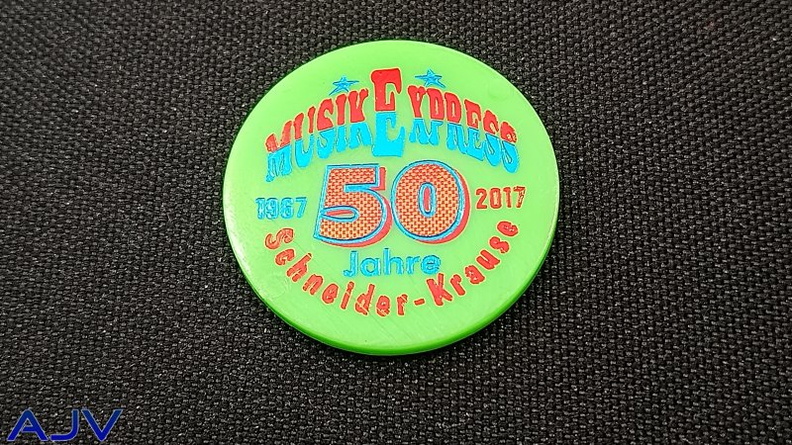 MUSIK EXPRESS
1967 50 2017
Jahre
Schneider-Krause
AJV